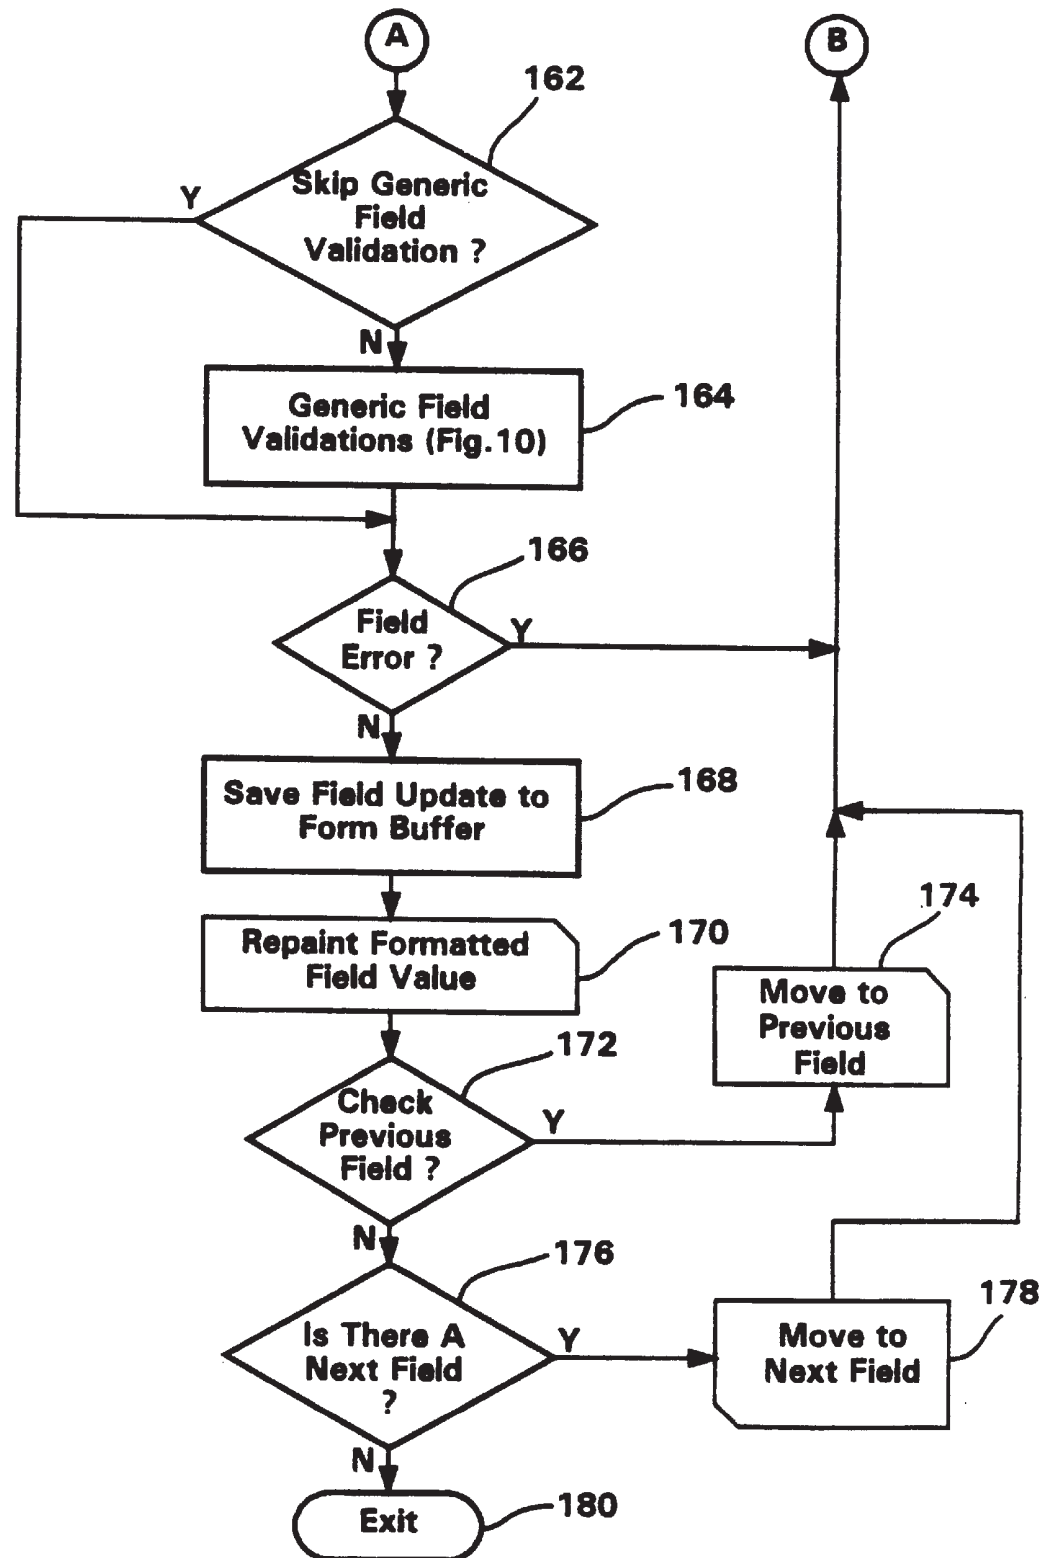 A
B
162
Skip Generic
Field
Validation ?
Y
N
Generic Field
Validations (Fig.10)
164
166
Field
Error ?
Y
N
Save Field Update to
Form Buffer
168
Repaint Formatted
Field Value
170
174
Move to
Previous
Field
172
Check
Previous
Field ?
Y
N
176
Is There A
Next Field
?
Y
178
Move to
Next Field
N
Exit
180